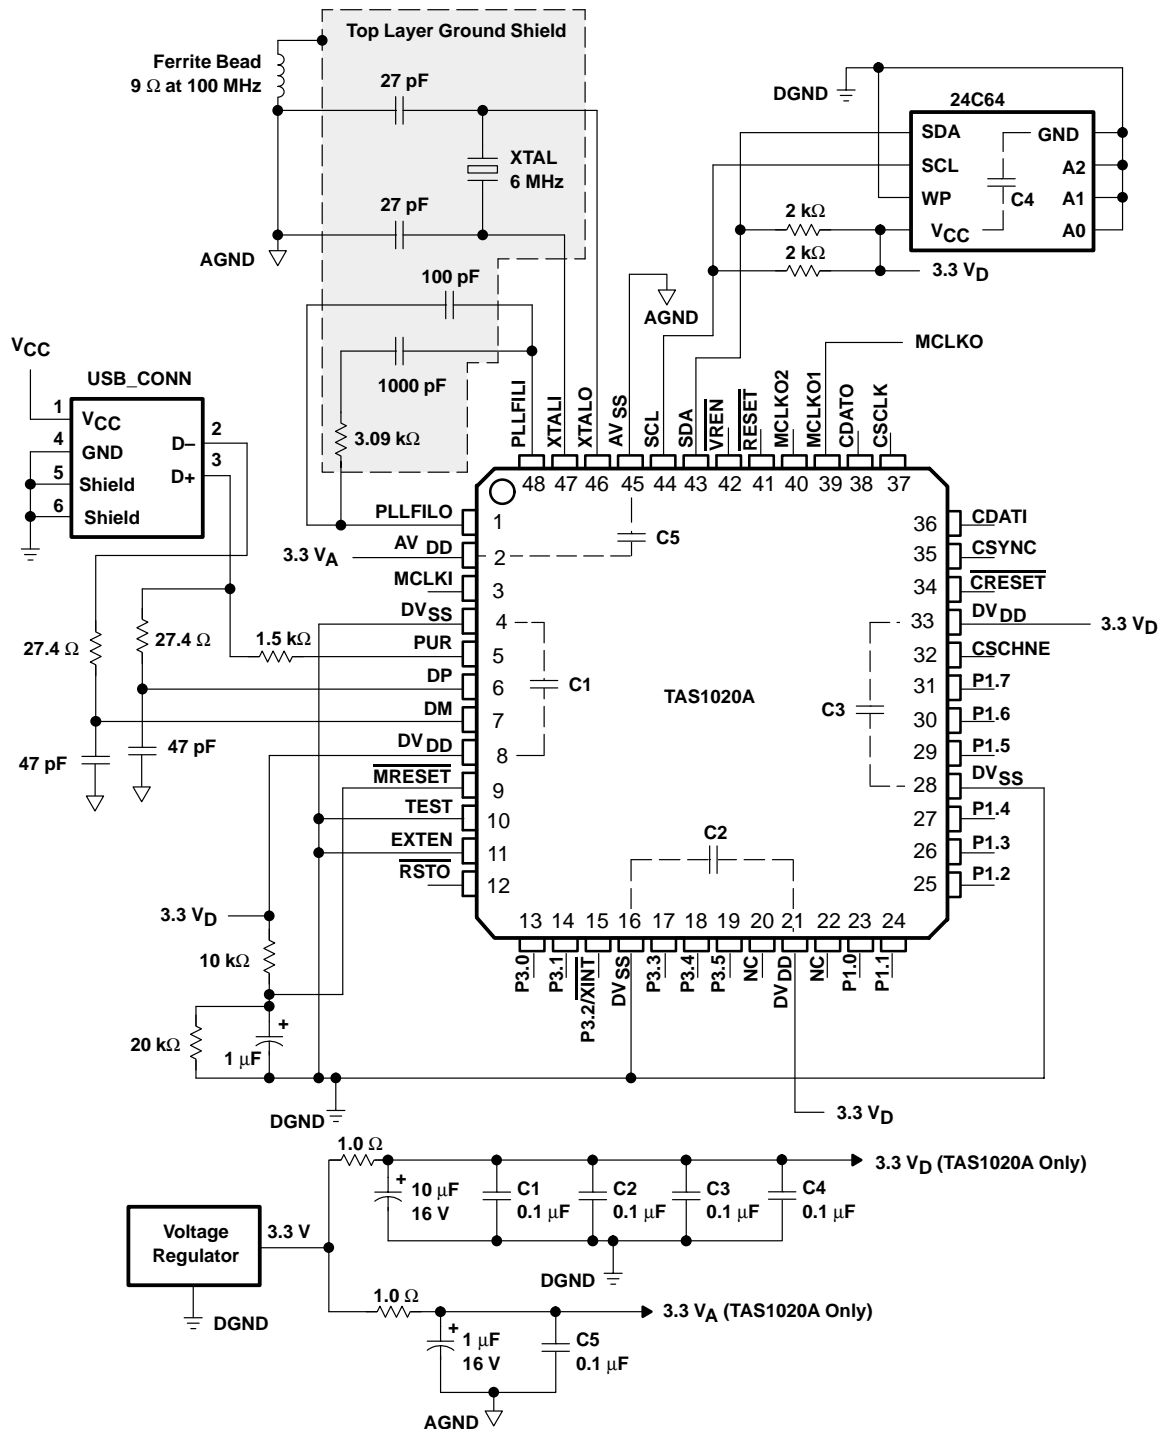 Top Layer Ground Shield
Ferrite Bead
9 Ω at 100 MHz
27 pF
XTAL
6 MHz
27 pF
AGND
100 pF
1000 pF
3.09 kΩ
DGND
24C64
SDA
SCL
WP
VCC
GND
A2
A1
A0
C4
2 kΩ
2 kΩ
3.3 VD
AGND
MCLKO
VCC
USB_CONN
1
4
5
6
VCC
GND
Shield
Shield
D–
D+
2
3
PLLFILI
XTALI
XTALO
AVSS
SCL
SDA
VREN
RESET
MCLKO2
MCLKO1
CDATO
CSCLK
48
47
46
45
44
43
42
41
40
39
38
37
PLLFILO
1
3.3 VA
AVDD
2
MCLKI
3
DVSS
4
PUR
5
DP
6
DM
7
DVDD
8
MRESET
9
TEST
10
EXTEN
11
RSTO
12
C5
C1
C3
C2
TAS1020A
36
CDATI
35
CSYNC
34
CRESET
33
DVDD
3.3 VD
32
CSCHNE
31
P1.7
30
P1.6
29
P1.5
28
DVSS
27
P1.4
26
P1.3
25
P1.2
27.4 Ω
27.4 Ω
1.5 kΩ
47 pF
47 pF
3.3 VD
10 kΩ
20 kΩ
+
1 µF
DGND
13
14
15
16
17
18
19
20
21
22
23
24
P3.0
P3.1
P3.2/XINT
DVSS
P3.3
P3.4
P3.5
NC
DVDD
NC
P1.0
P1.1
3.3 VD
1.0 Ω
3.3 VD (TAS1020A Only)
+
10 µF
16 V
C1
0.1 µF
C2
0.1 µF
C3
0.1 µF
C4
0.1 µF
DGND
Voltage
Regulator
3.3 V
DGND
1.0 Ω
3.3 VA (TAS1020A Only)
+
1 µF
16 V
C5
0.1 µF
AGND